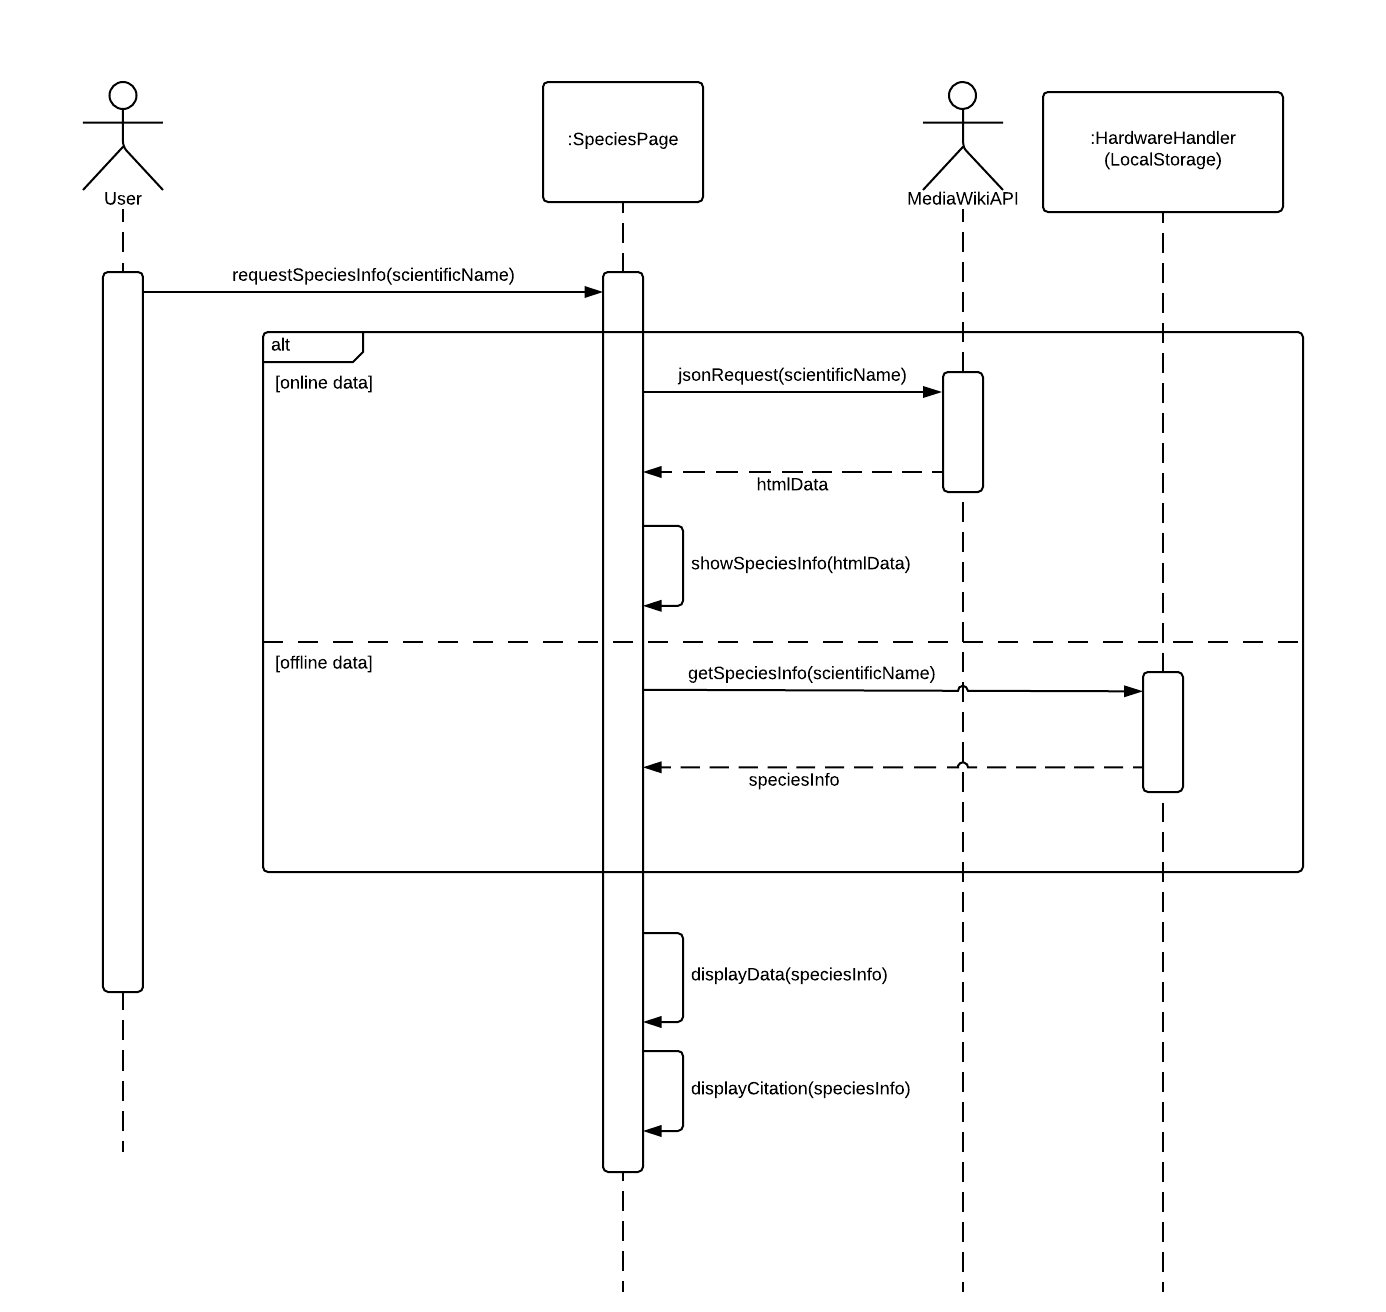 :SpeciesPage
:HardwareHandler
(LocalStorage)
User
MediaWikiAPI
requestSpeciesInfo(scientificName)
alt
[online data]
jsonRequest(scientificName)
htmlData
showSpeciesInfo(htmlData)
[offline data]
getSpeciesInfo(scientificName)
speciesInfo
displayData(speciesInfo)
displayCitation(speciesInfo)